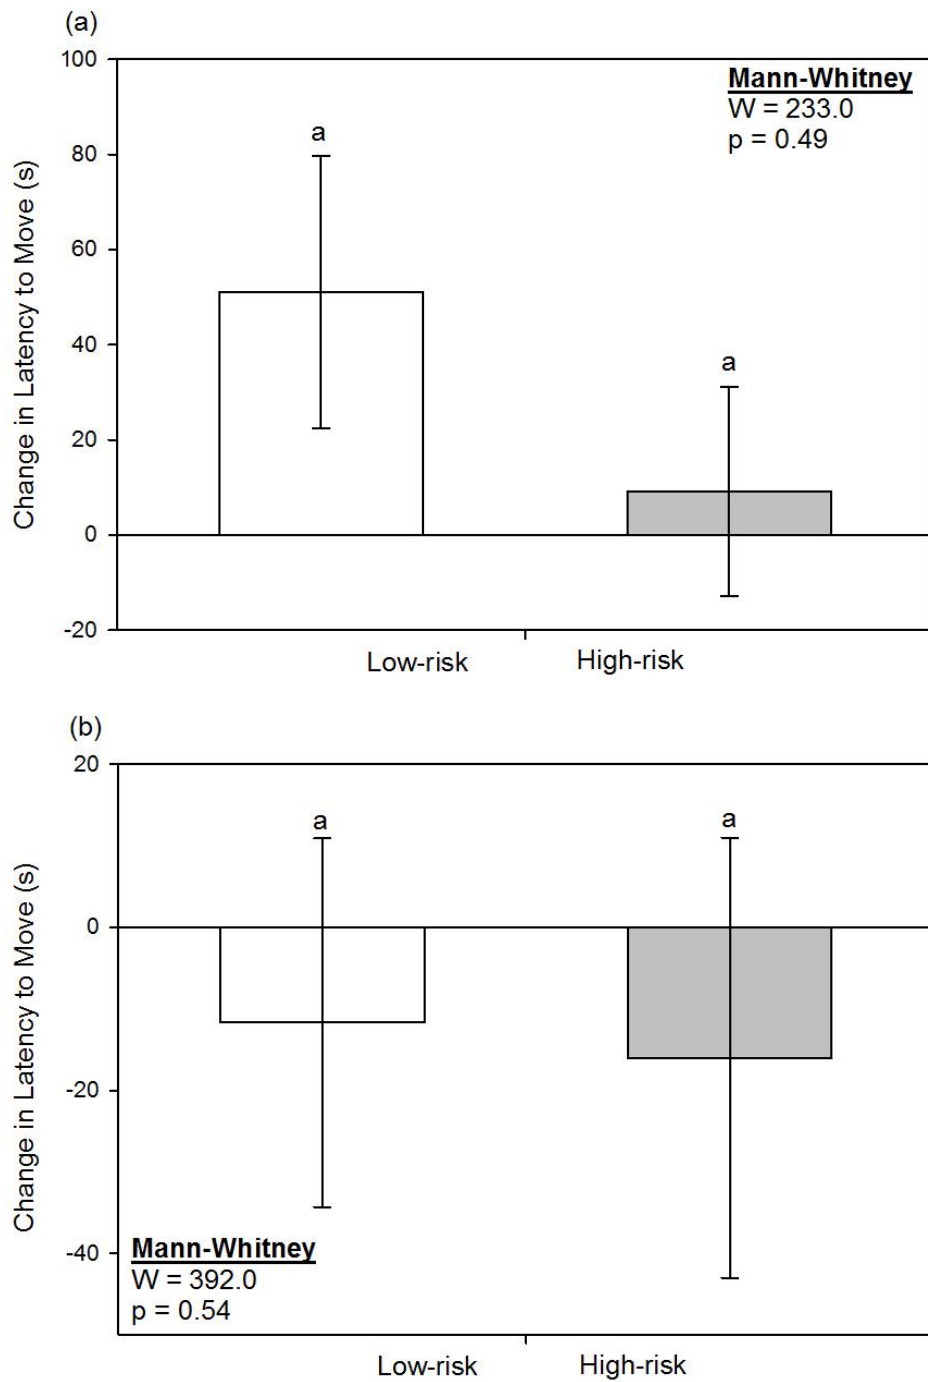 (a)
100
80
60
40
20
0
-20
Change in Latency to Move (s)
Mann-Whitney
W = 233.0
p = 0.49
a
a
Low-risk
High-risk
(b)
20
0
-20
-40
Change in Latency to Move (s)
a
a
Mann-Whitney
W = 392.0
p = 0.54
Low-risk
High-risk